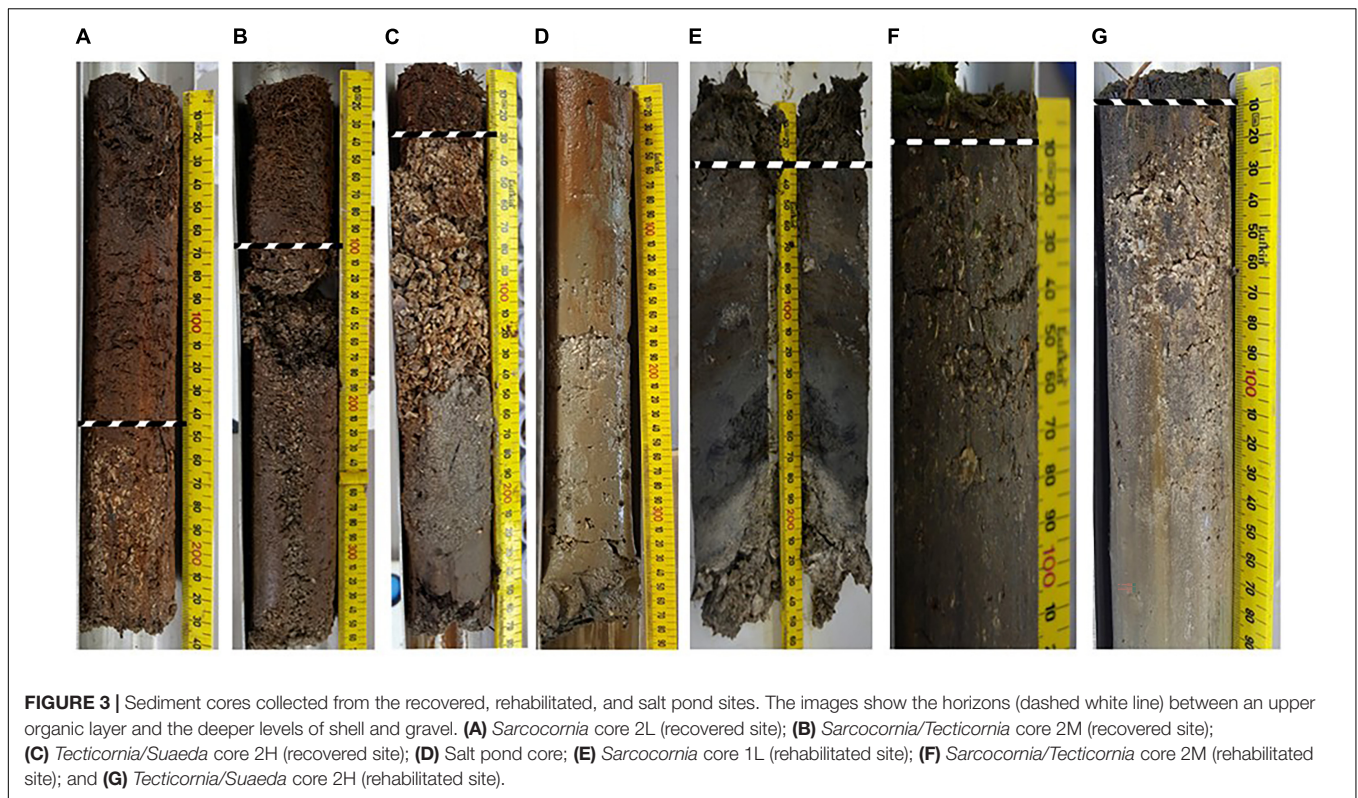 A B C D E F G
FIGURE 3 | Sediment cores collected from the recovered, rehabilitated, and salt pond sites. The images show the horizons (dashed white line) between an upper
organic layer and the deeper levels of shell and gravel. (A) Sarcocornia core 2L (recovered site); (B) Sarcocornia/Tecticornia core 2M (recovered site);
(C) Tecticornia/Suaeda core 2H (recovered site); (D) Salt pond core; (E) Sarcocornia core 1L (rehabilitated site); (F) Sarcocornia/Tecticornia core 2M (rehabilitated
site); and (G) Tecticornia/Suaeda core 2H (rehabilitated site).